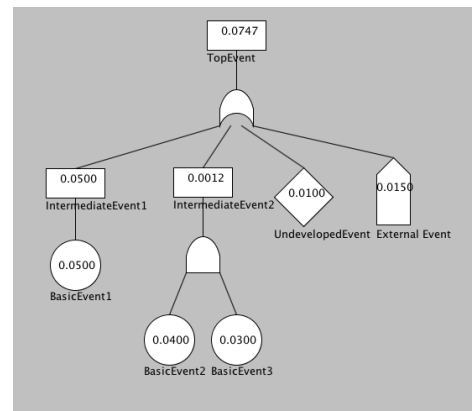 0.0747
TopEvent
0.0500
0.0012
0.0100
0.0150
IntermediateEvent1
IntermediateEvent2
UndevelopedEvent
External Event
0.0500
BasicEvent1
0.0400
0.0300
BasicEvent2
BasicEvent3